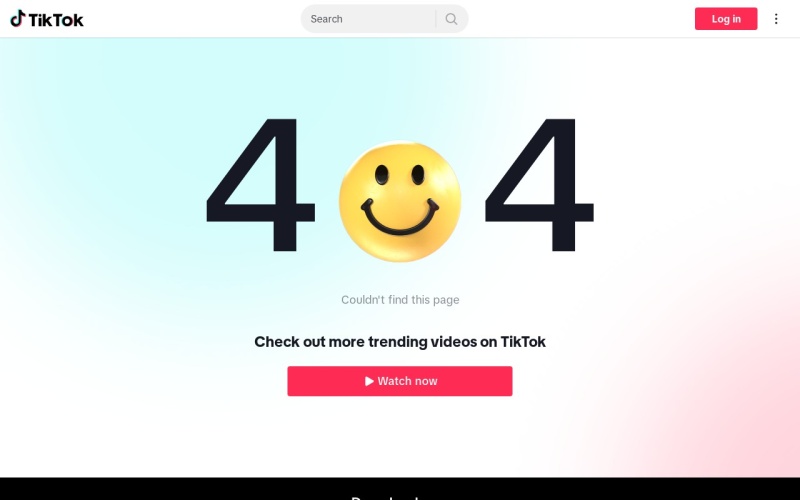 TikTok
Search
Log in
4 4
Couldn't find this page
Check out more trending videos on TikTok
Watch now